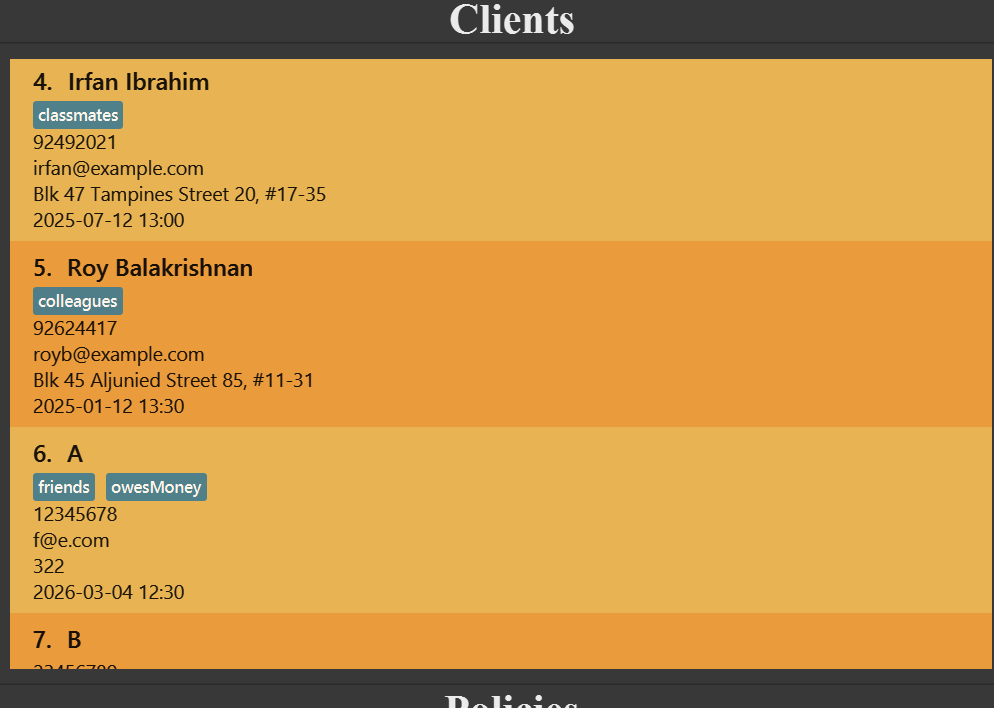 Clients
4. Irfan Ibrahim
classmates
92492021
irfan@example.com
Blk 47 Tampines Street 20, #17-35
2025-07-12 13:00
5. Roy Balakrishnan
colleagues
92624417
royb@example.com
Blk 45 Aljunied Street 85, #11-31
2025-01-12 13:30
6. A
friends owesMoney
12345678
f@e.com
322
2026-03-04 12:30
7. B
Policies